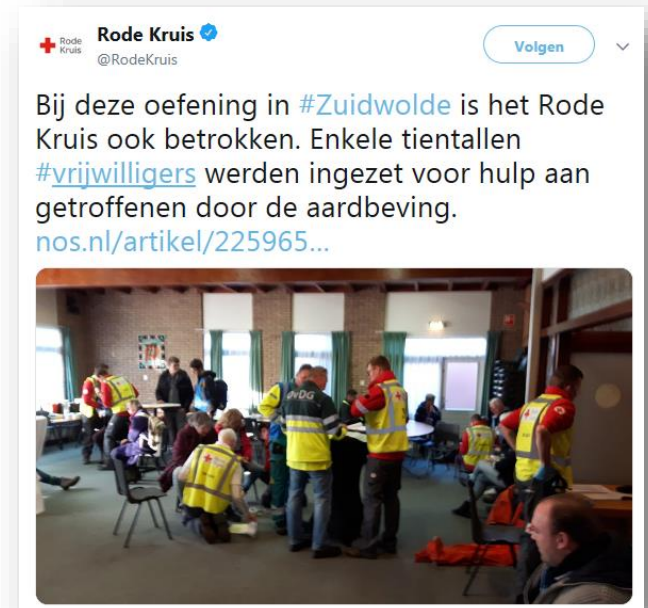 Rode Kruis
Rode Kruis
@RodeKruis
Volgen
Bij deze oefening in #Zuidwolde is het Rode
Kruis ook betrokken. Enkele tientallen
#vrijwilligers werden ingezet voor hulp aan
getroffenen door de aardbeving.
nos.nl/artikel/225965...
OvDG